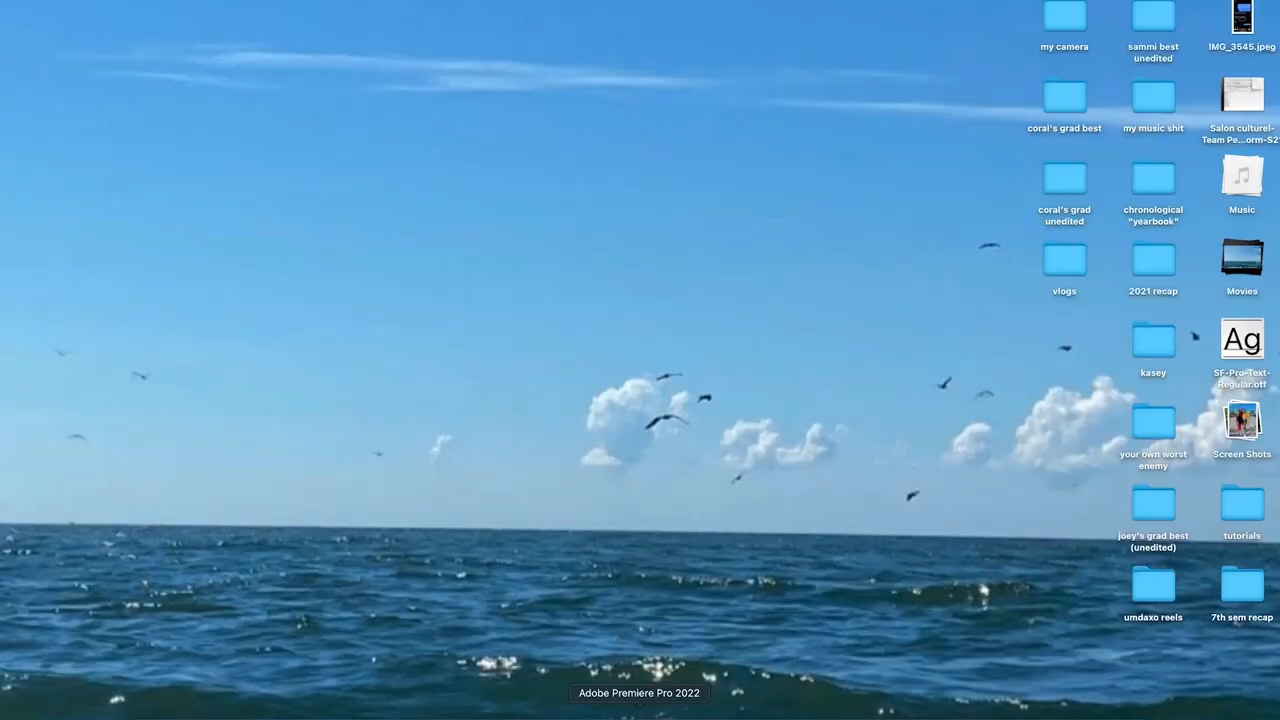 my camera
sammi best
unedited
IMG_3545.jpeg
coral's grad best
my music shit
Salon culturel-
Team Pe...orm-S2
coral's grad
unedited
chronological
"yearbook"
Music
vlogs
2021 recap
Movies
kasey
Ag
SF-Pro-Text-
Regular.otf
your own worst
enemy
Screen Shots
joey's grad best
(unedited)
tutorials
umdaxo reels
7th sem recap
Adobe Premiere Pro 2022